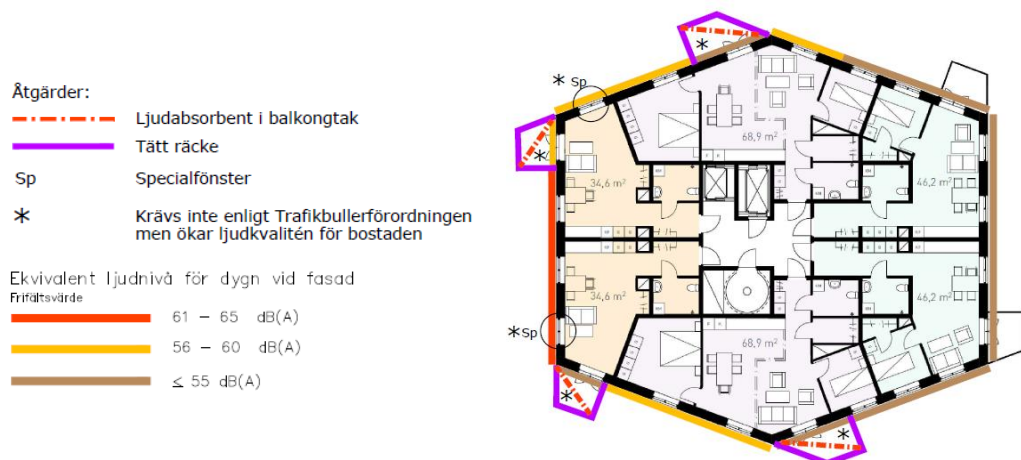 Åtgärder:
Ljudabsorbent i balkongtak
Tätt räcke
Sp Specialfönster
* Krävs inte enligt Trafikbullerförordningen
men ökar ljudkvalitén för bostaden
Ekvivalent ljudnivå för dygn vid fasad
Frifältsvärde
61 – 65 dB(A)
56 – 60 dB(A)
≤ 55 dB(A)
*
* Sp
*
68,9 m²
34,6 m²
46,2 m²
34,6 m²
46,2 m²
* Sp
68,9 m²
*
*